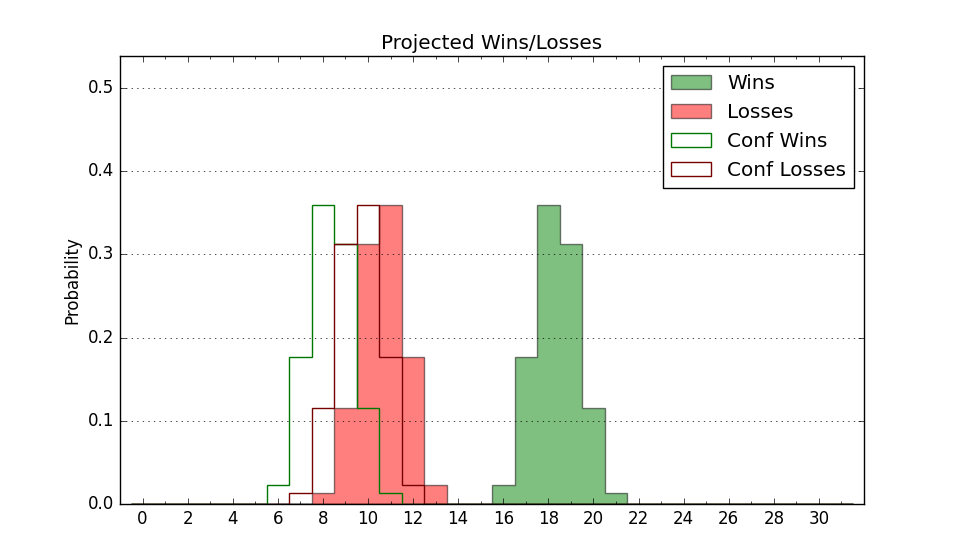 Projected Wins/Losses
Wins
Losses
Conf Wins
Conf Losses
Probability
0.5
0.4
0.3
0.2
0.1
0.0
0 2 4 6 8 10 12 14 16 18 20 22 24 26 28 30